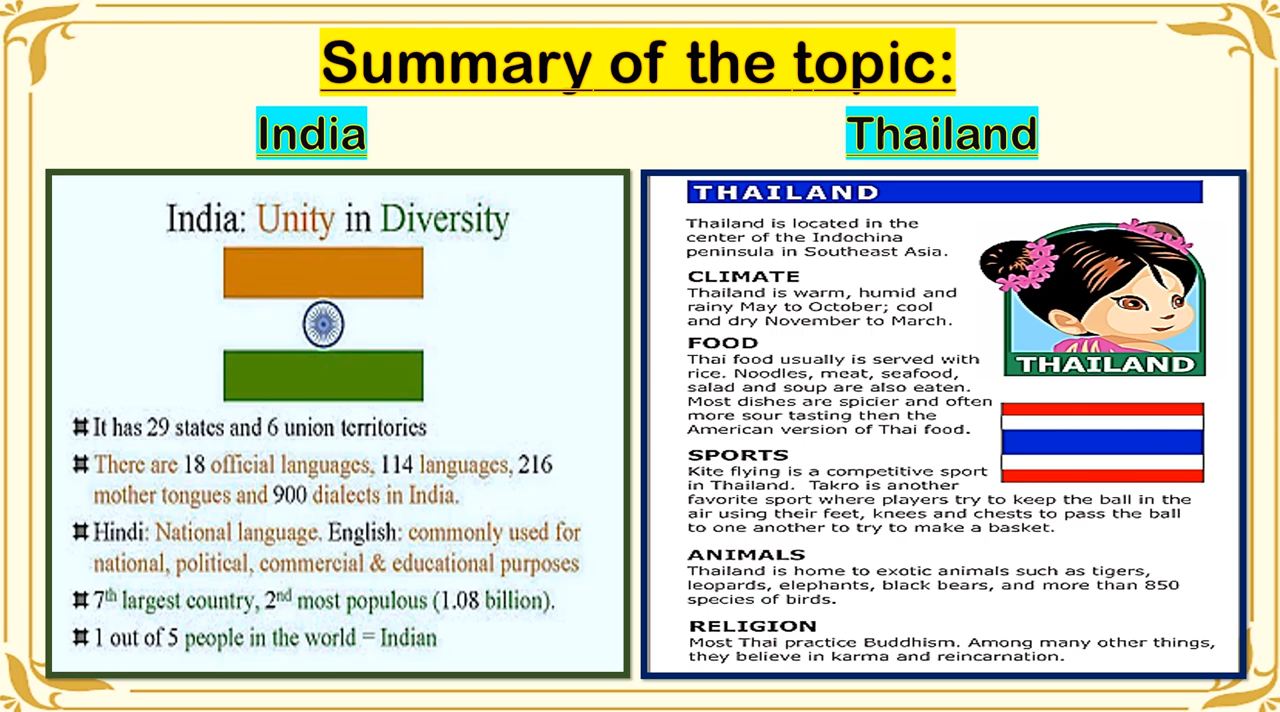 Summary of the topic:
India
Thailand
India: Unity in Diversity
⌗ It has 29 states and 6 union territories
⌗ There are 18 official languages, 114 languages, 216
mother tongues and 900 dialects in India.
⌗ Hindi: National language. English: commonly used for
national, political, commercial & educational purposes
⌗ 7th largest country, 2nd most populous (1.08 billion).
⌗ 1 out of 5 people in the world = Indian
THAILAND
Thailand is located in the
center of the Indochina
peninsula in Southeast Asia.
CLIMATE
Thailand is warm, humid and
rainy May to October; cool
and dry November to March.
FOOD
Thai food usually is served with
rice. Noodles, meat, seafood,
salad and soup are also eaten.
Most dishes are spicier and often
more sour tasting then the
American version of Thai food.
THAILAND
SPORTS
Kite flying is a competitive sport
in Thailand. Takro is another
favorite sport where players try to keep the ball in the
air using their feet, knees and chests to pass the ball
to one another to try to make a basket.
ANIMALS
Thailand is home to exotic animals such as tigers,
leopards, elephants, black bears, and more than 850
species of birds.
RELIGION
Most Thai practice Buddhism. Among many other things,
they believe in karma and reincarnation.